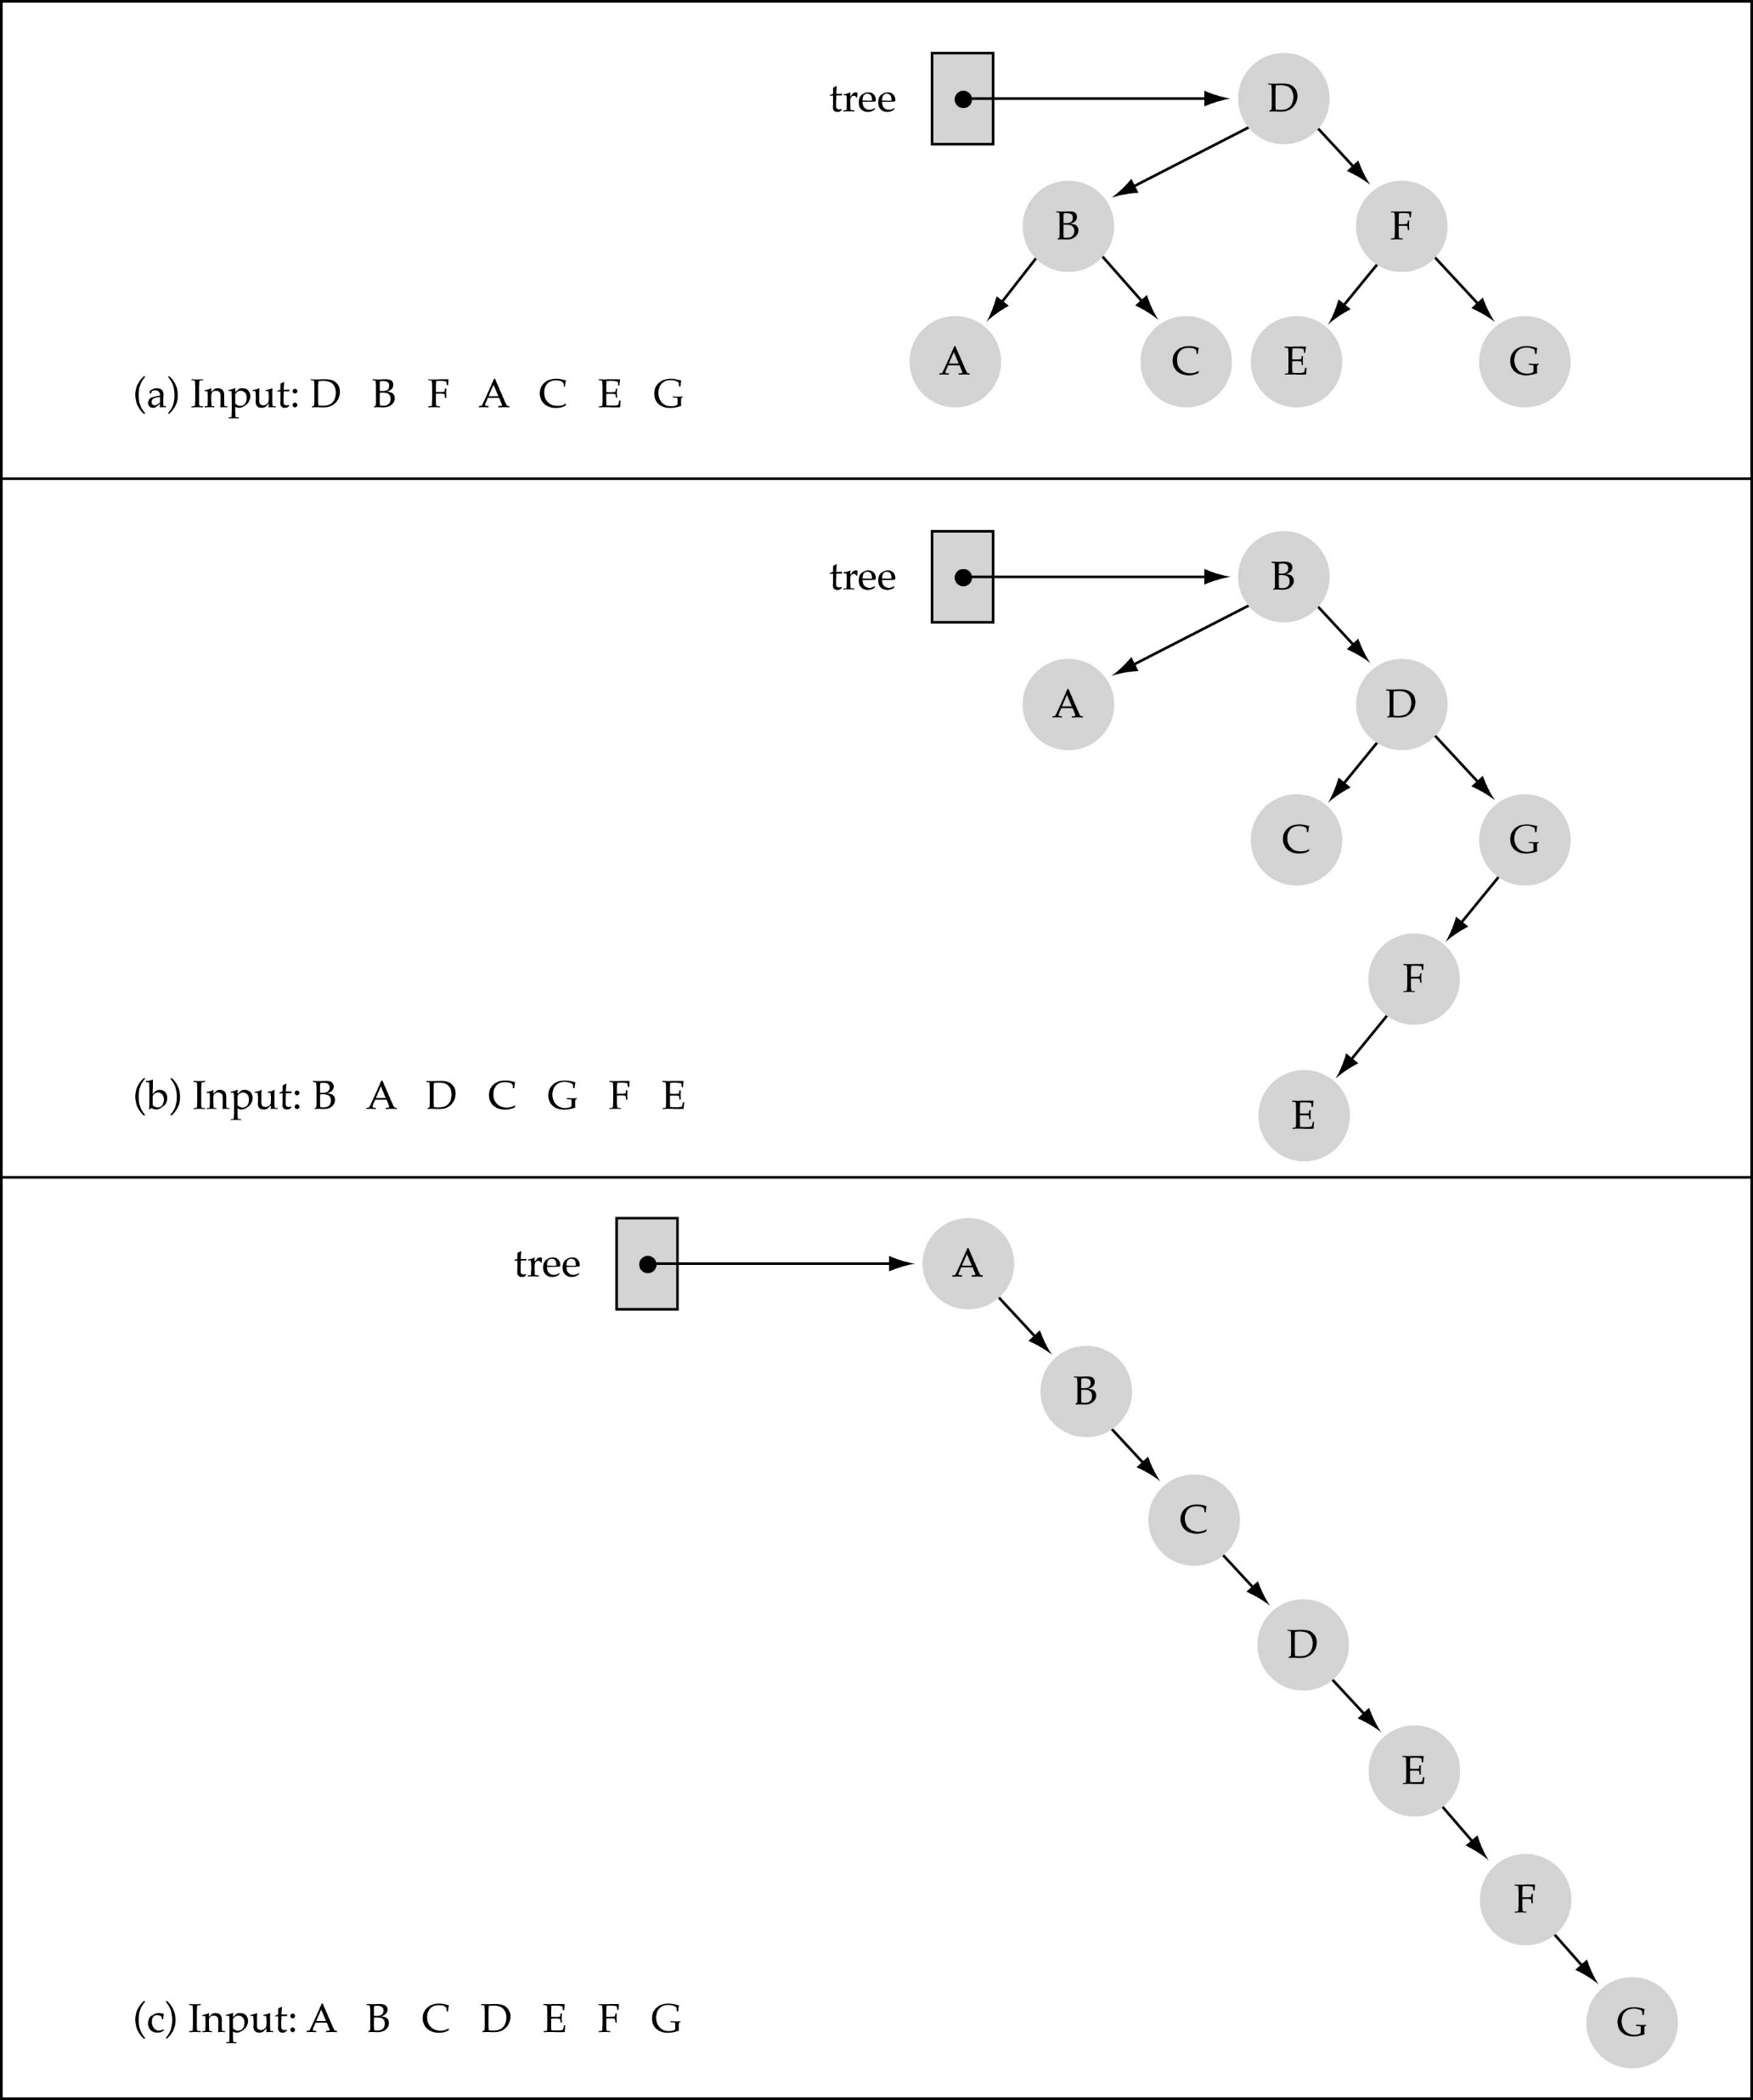 tree
D
B F
A C E G
(a) Input: D B F A C E G
tree
B
A D
C G
F
E
(b) Input: B A D C G F E
tree
A
B
C
D
E
F
G
(c) Input: A B C D E F G